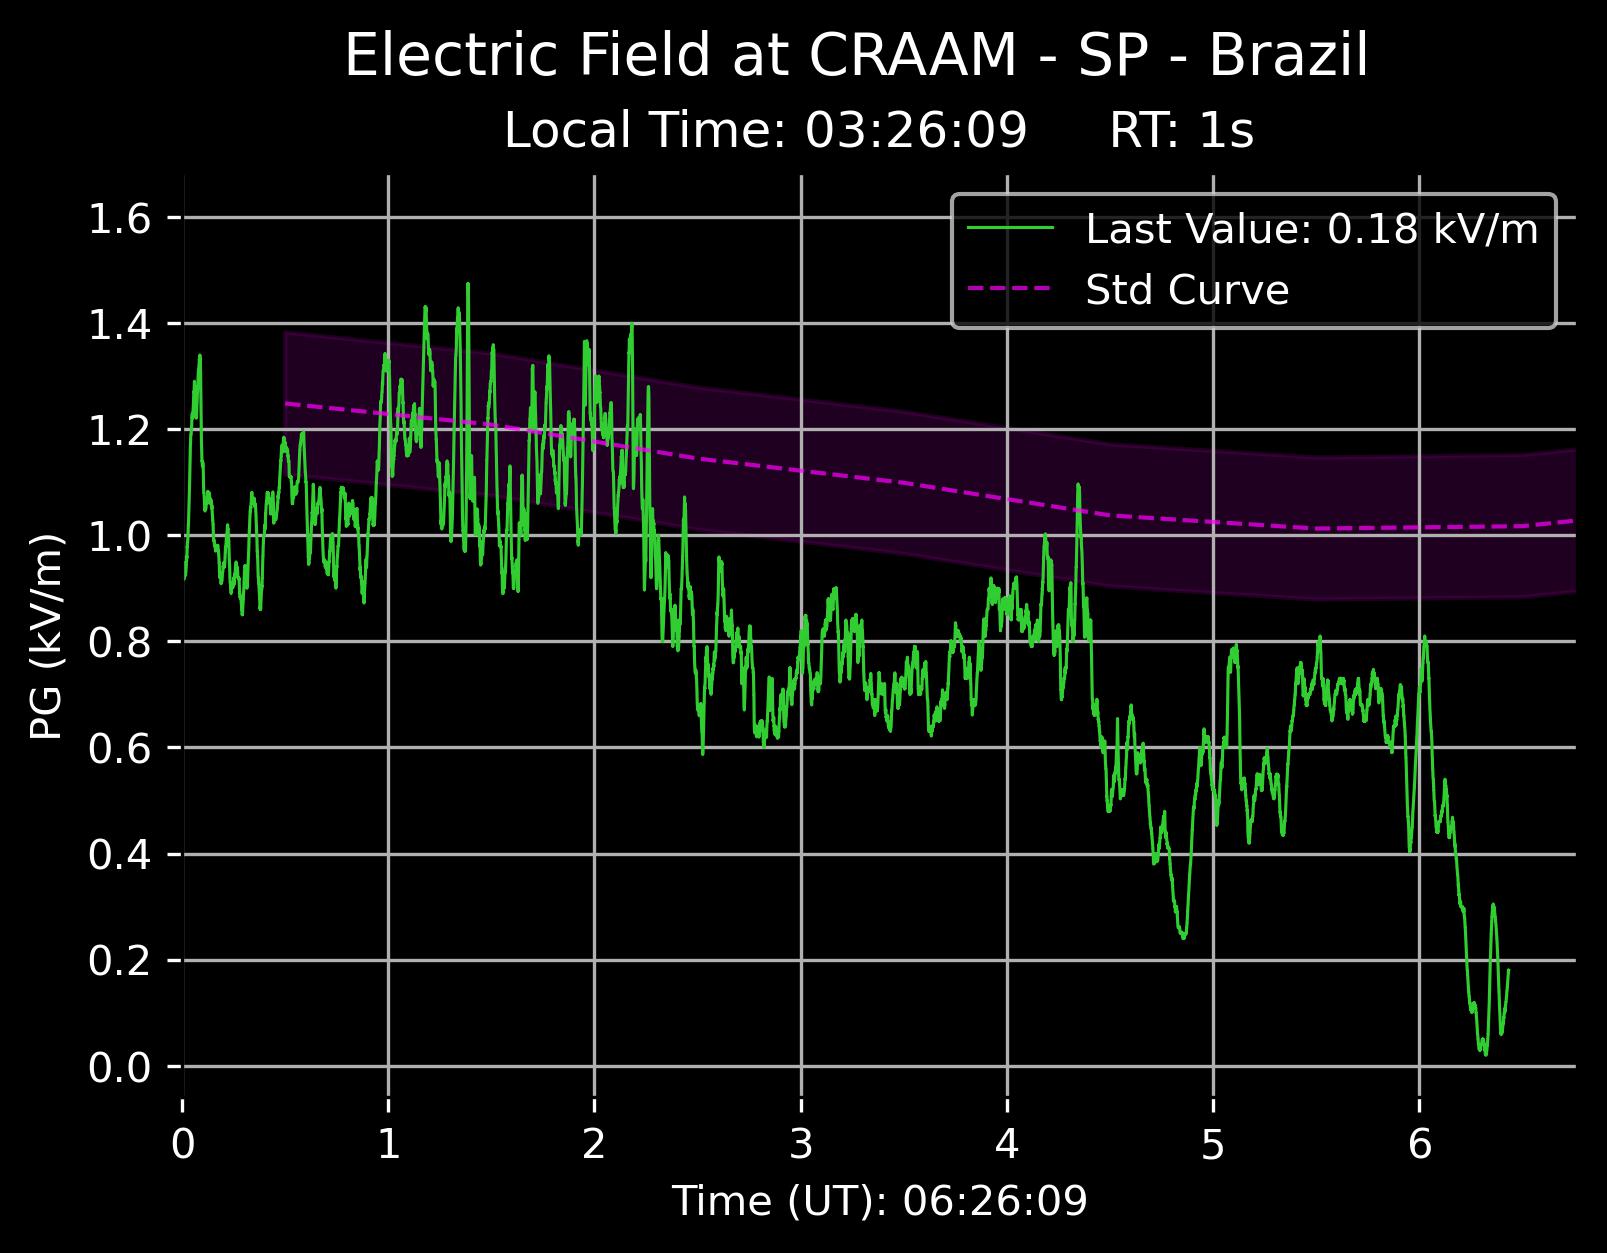 Electric Field at CRAAM - SP - Brazil
Local Time: 03:26:09 RT: 1s
Last Value: 0.18 kV/m
Std Curve
PG (kV/m)
1.6
1.4
1.2
1.0
0.8
0.6
0.4
0.2
0.0
0 1 2 3 4 5 6
Time (UT): 06:26:09